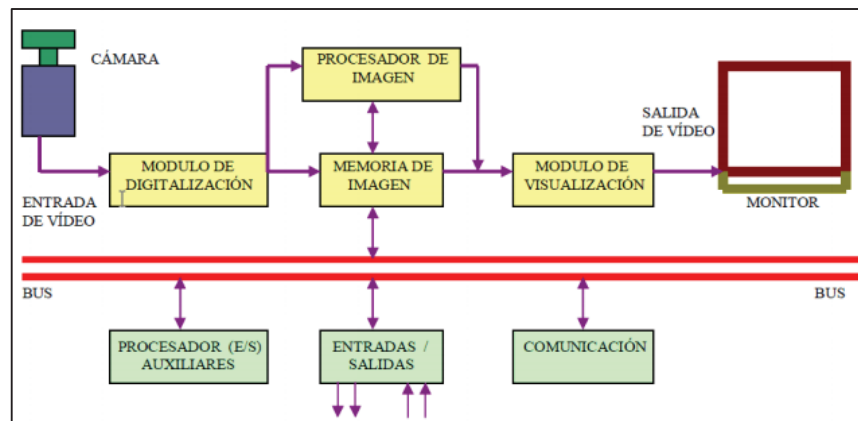 CÁMARA
PROCESADOR DE
IMAGEN
SALIDA
DE VÍDEO
MODULO DE
DIGITALIZACIÓN
MEMORIA DE
IMAGEN
MODULO DE
VISUALIZACIÓN
ENTRADA
DE VÍDEO
MONITOR
BUS
BUS
PROCESADOR (E/S)
AUXILIARES
ENTRADAS /
SALIDAS
COMUNICACIÓN